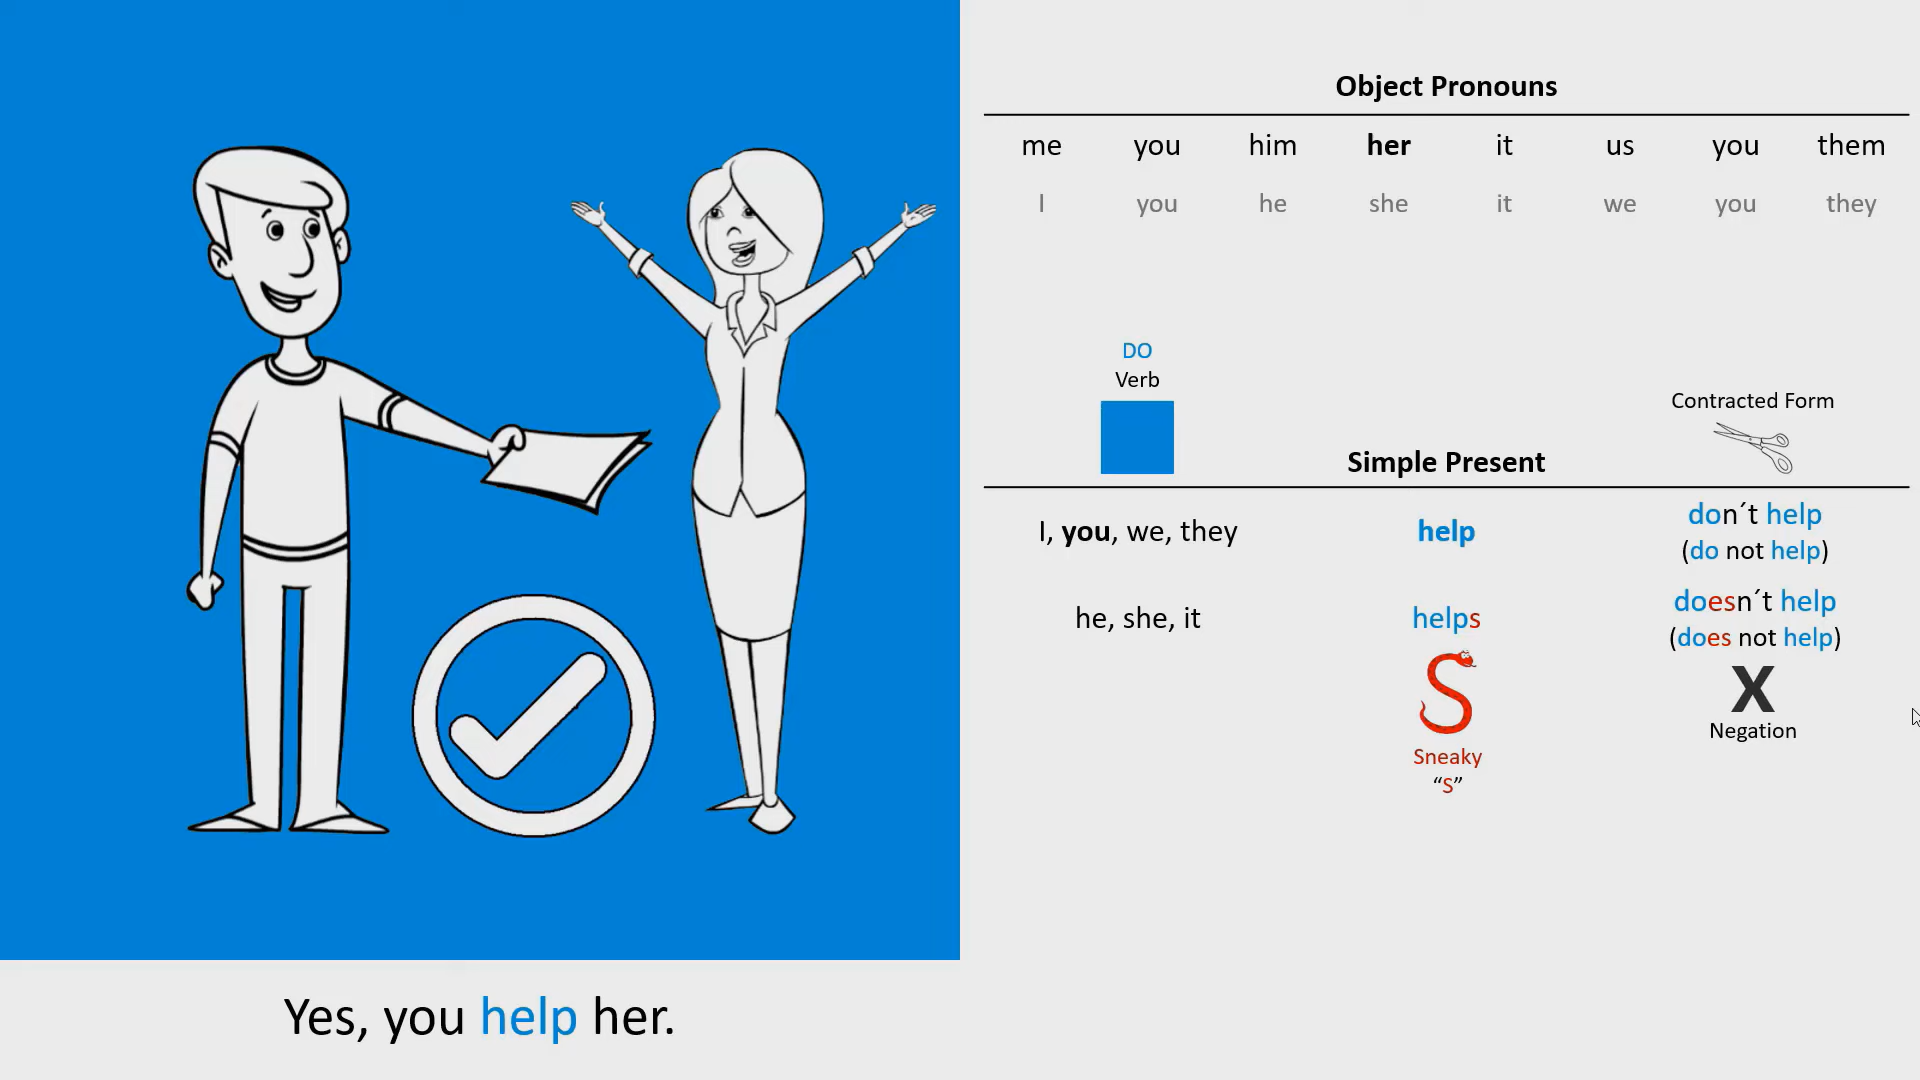 Object Pronouns
me you him her it us you them
I you he she it we you they
DO
Verb
Contracted Form
Simple Present
I, you, we, they help don´t help
(do not help)
he, she, it helps doesn´t help
(does not help)
X
Negation
Sneaky
“S”
Yes, you help her.